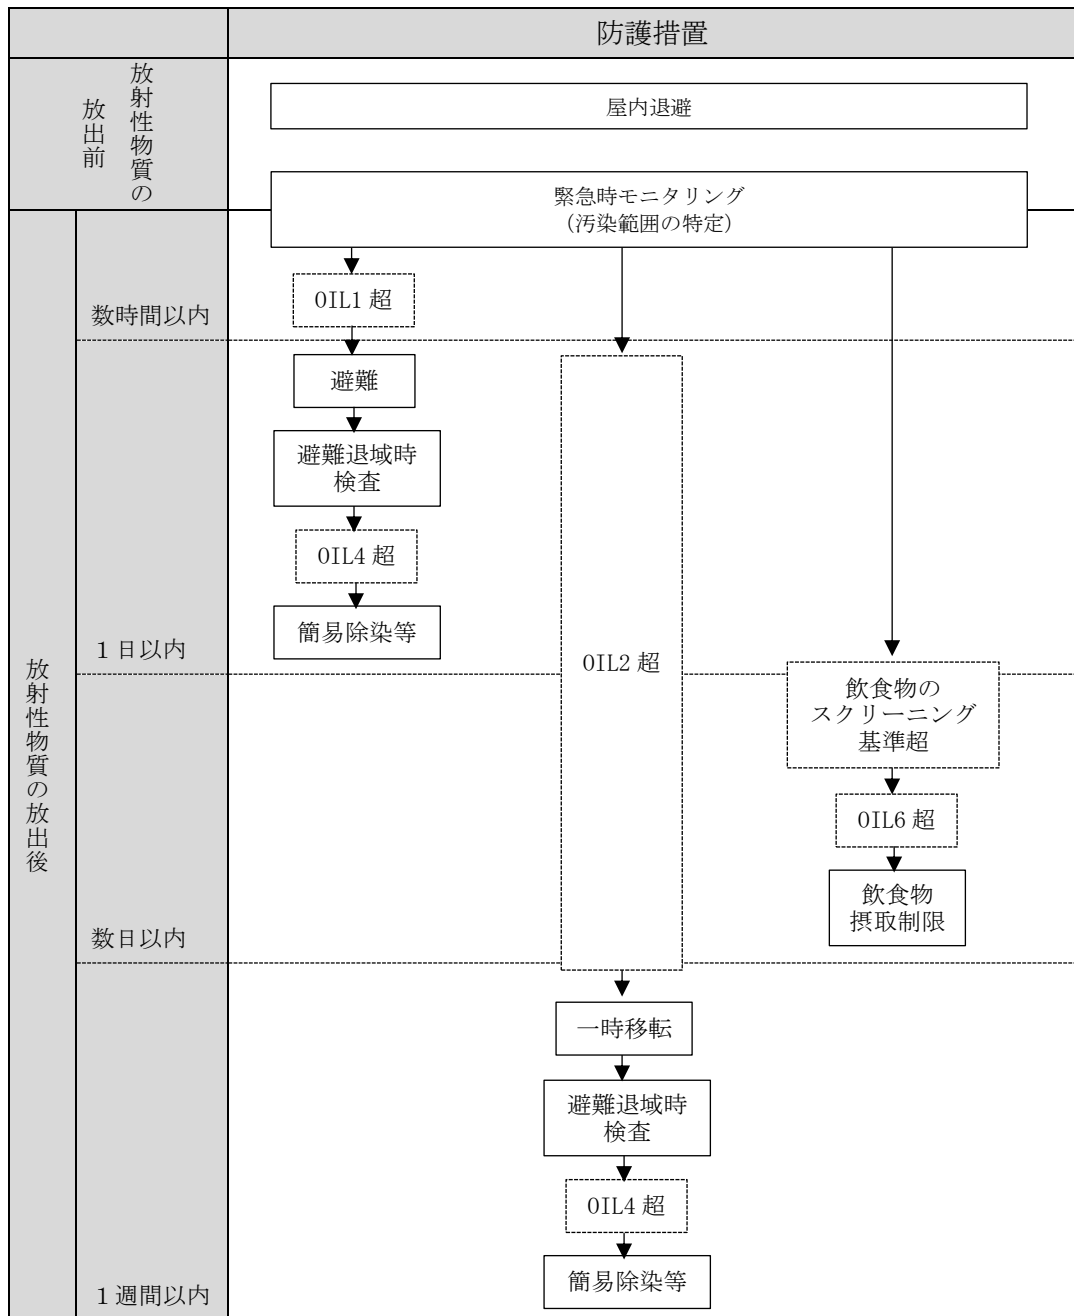 防護措置
放射性物質の
放出前
屋内退避
緊急時モニタリング
（汚染範囲の特定）
放射性物質の放出後
数時間以内
OIL1 超
避難
避難退域時
検査
OIL4 超
簡易除染等
１日以内
OIL2 超
飲食物の
スクリーニング
基準超
OIL6 超
飲食物
摂取制限
数日以内
一時移転
避難退域時
検査
OIL4 超
簡易除染等
１週間以内